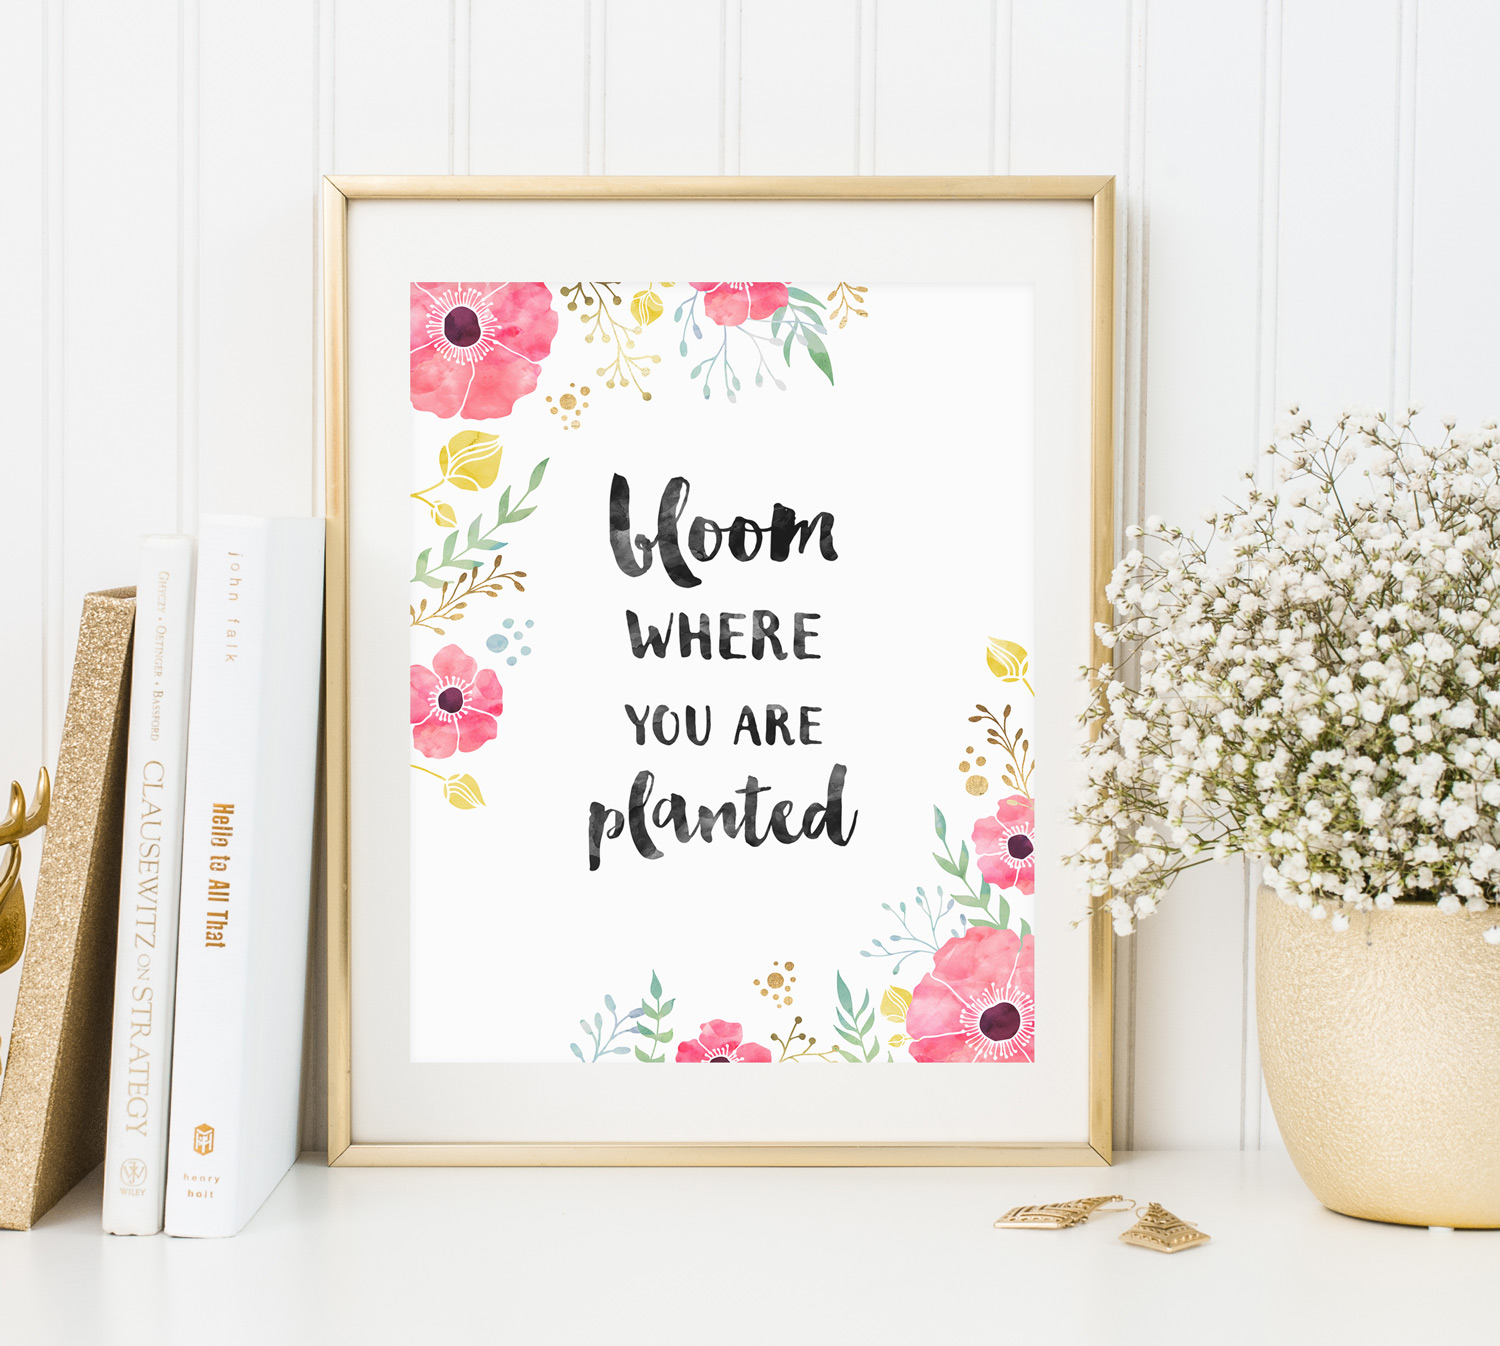 bloom
WHERE
YOU ARE
planted
GHYCZY • OETINGER • BASSFORD
CLAUSEWITZ ON STRATEGY
WILEY
john falk
Hello to All That
henry
holt